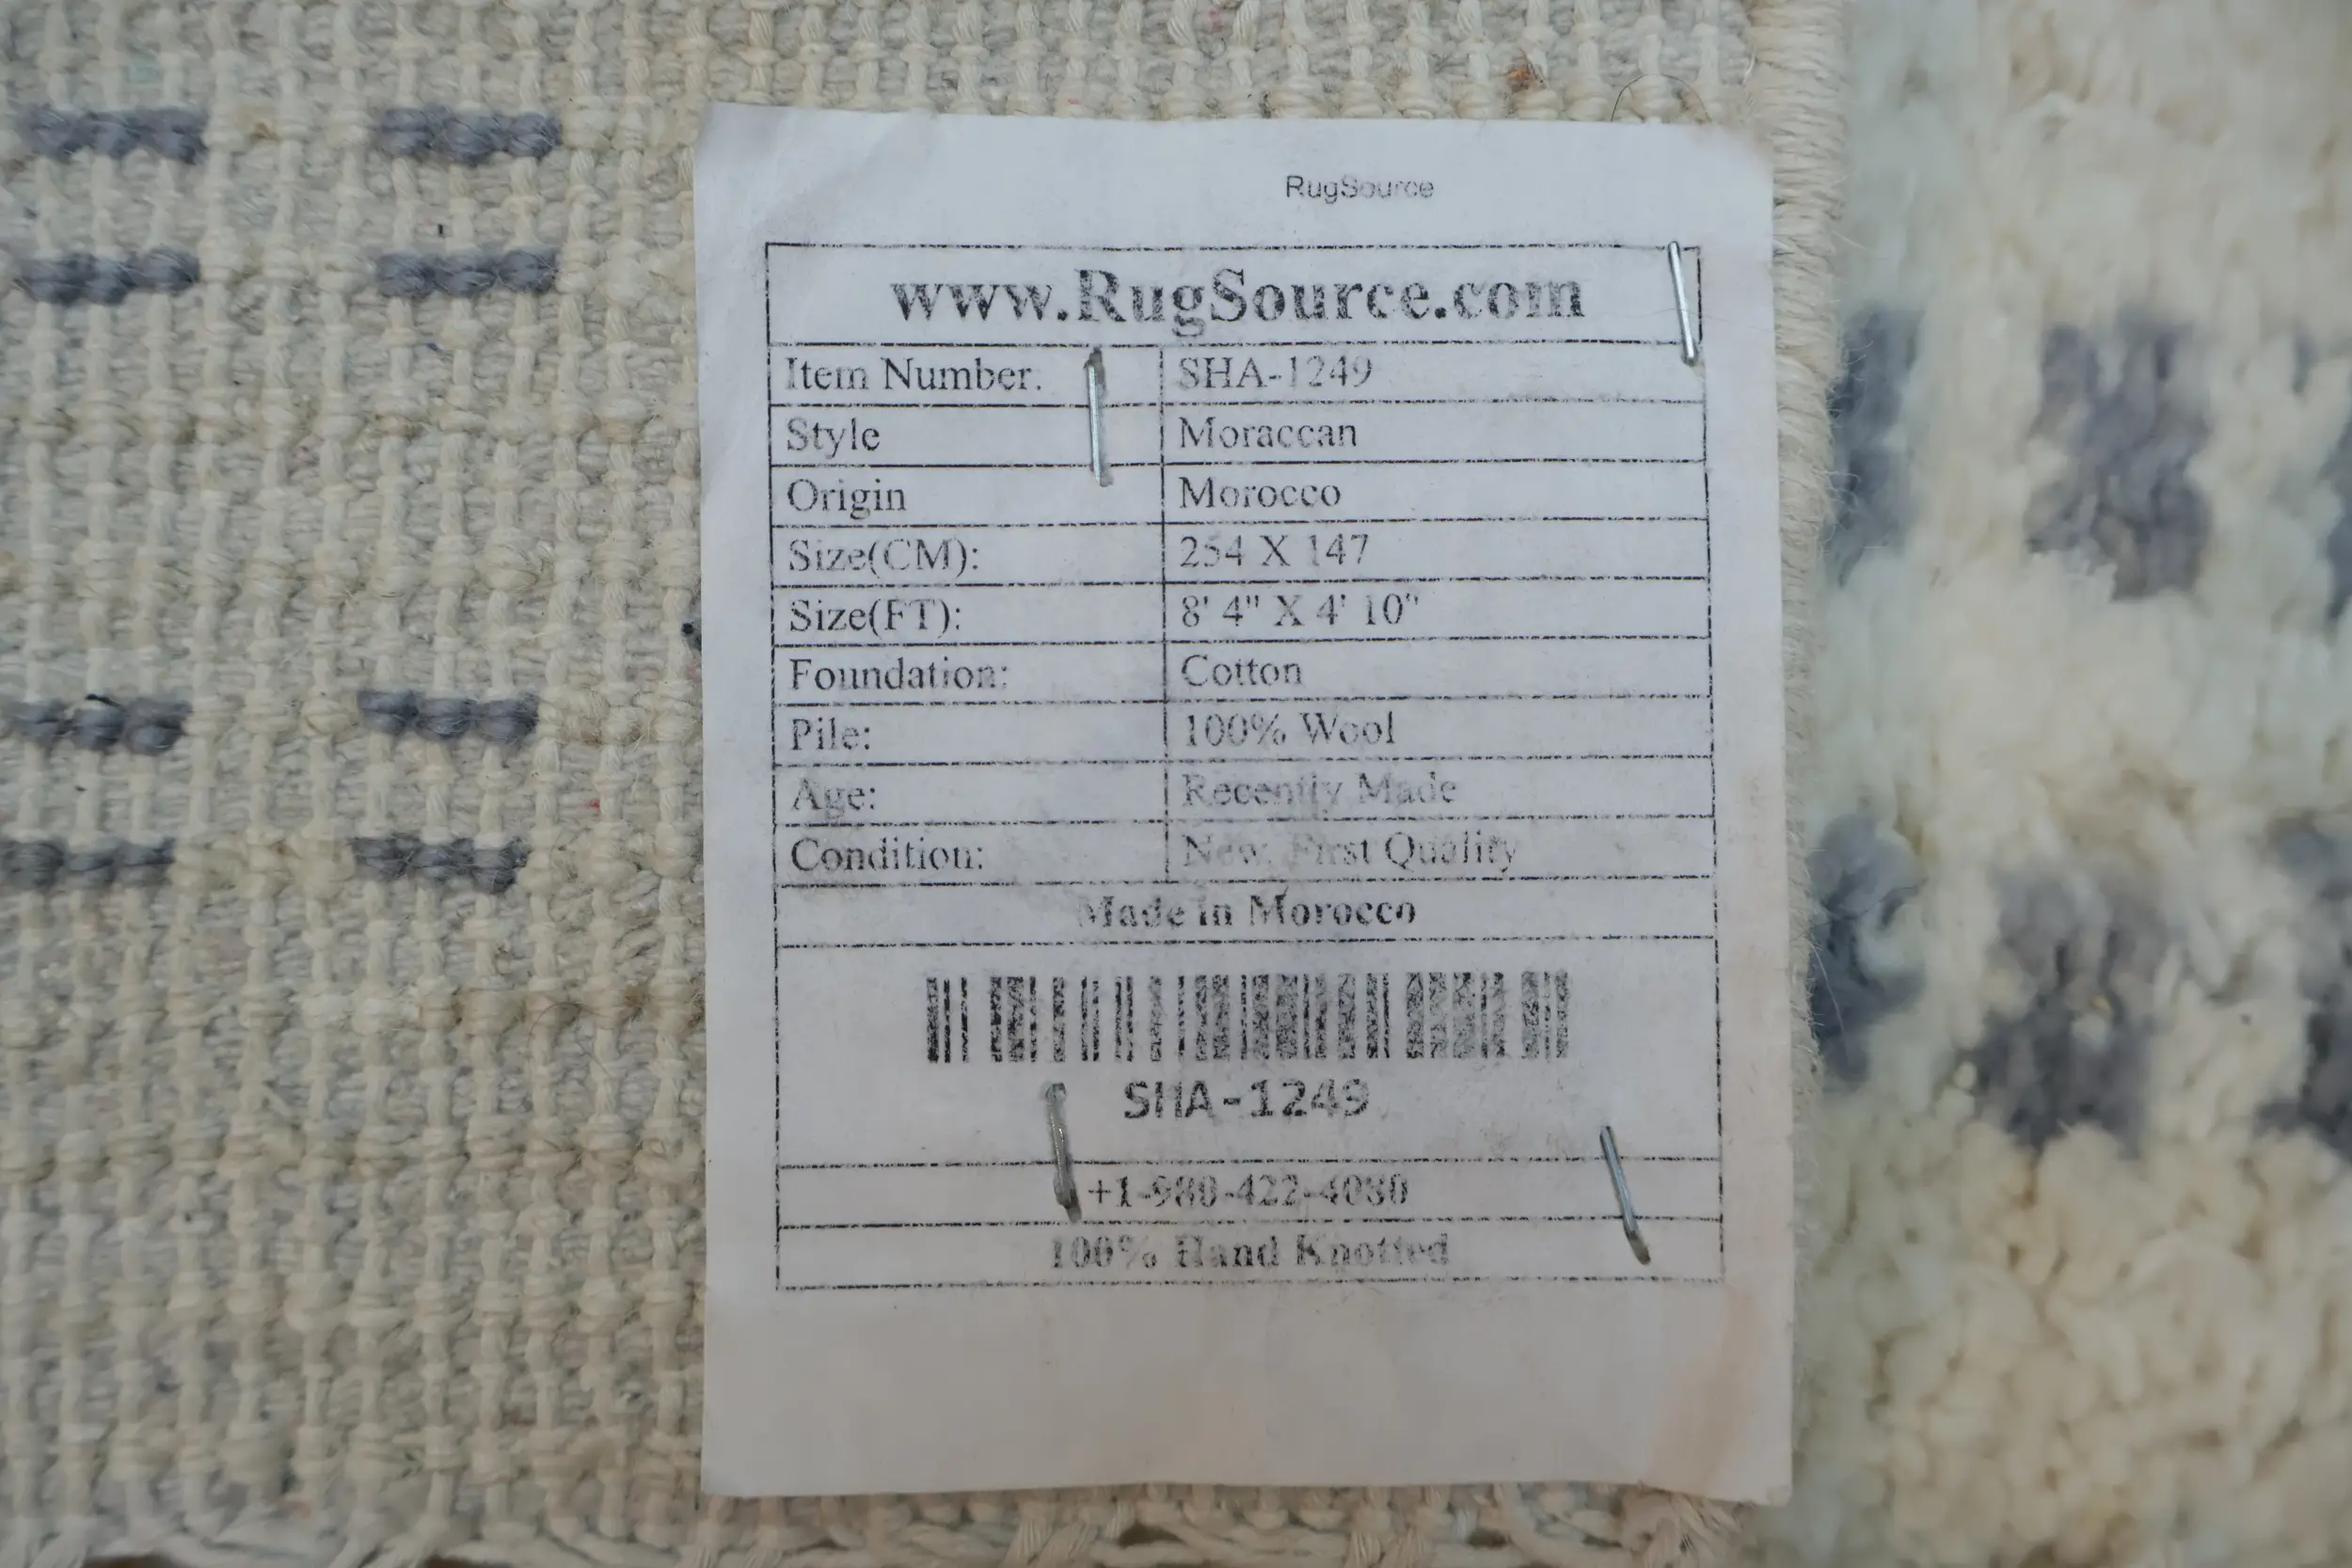 RugSource
www.RugSource.com
Item Number. SHA-1249
Style Moraccan
Origin Morocco
Size(CM): 254 X 147
Size(FT): 8' 4" X 4' 10"
Foundation: Cotton
Pile: 100% Wool
Age: Recently Made
Condition: New, First Quality
Made in Morocco
SHA-1249
+1-980-422-4080
100% Hand Knotted